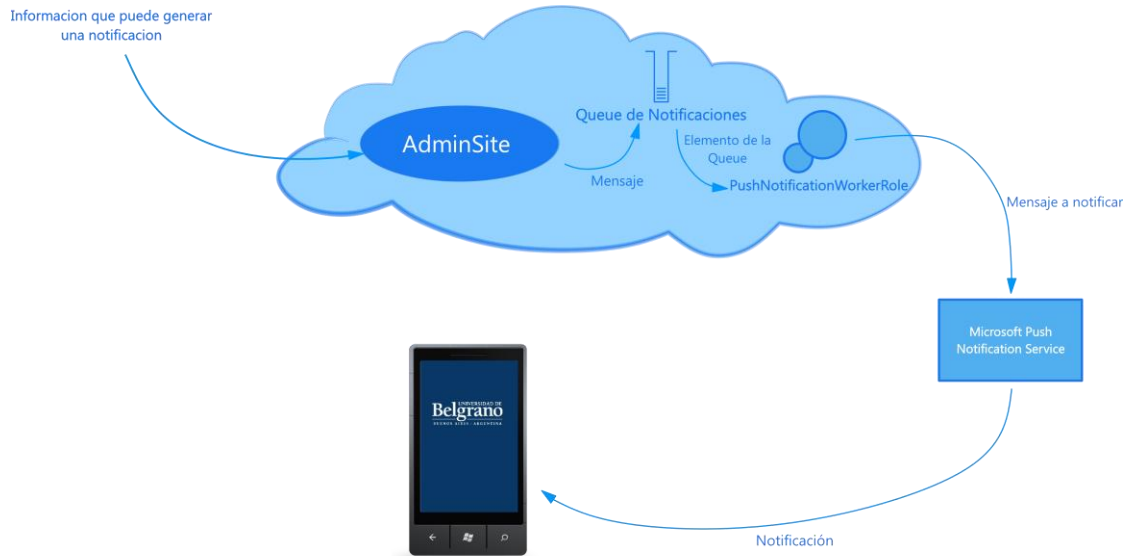 Informacion que puede generar
una notificacion
AdminSite
Mensaje
Queue de Notificaciones
Elemento de la
Queue
PushNotificationWorkerRole
Mensaje a notificar
Microsoft Push
Notification Service
Notificación
UNIVERSIDAD DE
Belgrano
BUENOS AIRES - ARGENTINA